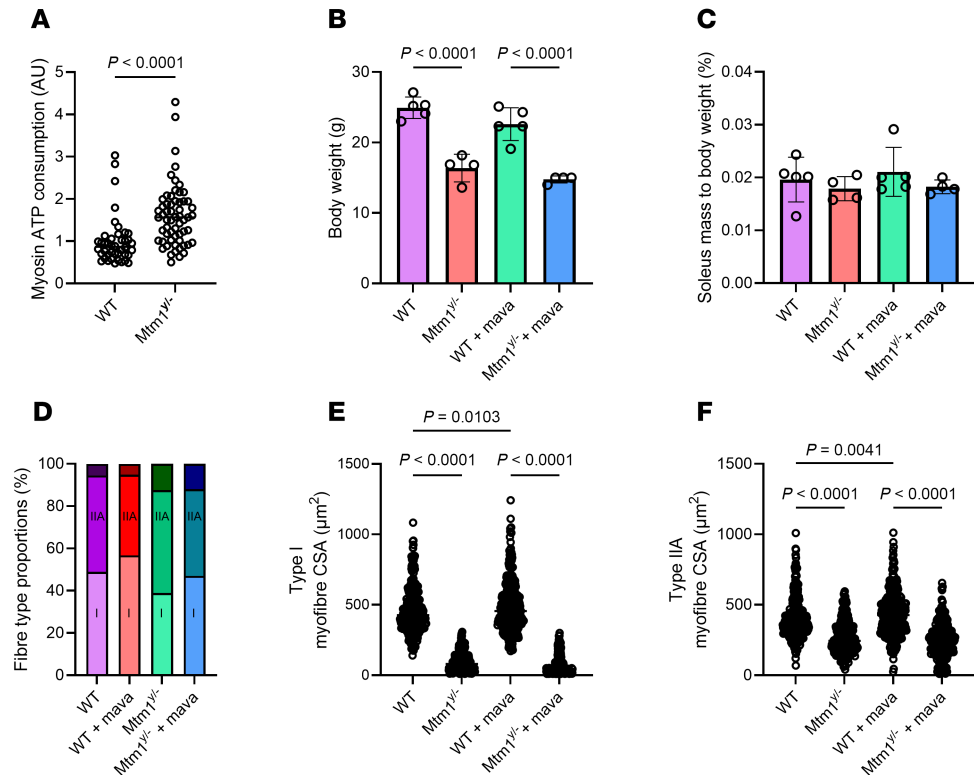 A
P < 0.0001
Myosin ATP consumption (AU)
5
4
3
2
1
0
WT
Mtm1y/-
B
P < 0.0001
P < 0.0001
Body weight (g)
30
20
10
0
WT
Mtm1y/-
WT + mava
Mtm1y/- + mava
C
Soleus mass to body weight (%)
0.04
0.03
0.02
0.01
0.00
WT
Mtm1y/-
WT + mava
Mtm1y/- + mava
D
Fibre type proportions (%)
100
80
60
40
20
0
IIA
IIA
IIA
IIA
I
I
I
I
WT
WT + mava
Mtm1y/-
Mtm1y/- + mava
E
P = 0.0103
P < 0.0001
P < 0.0001
Type I
myofibre CSA (µm²)
1500
1000
500
0
WT
Mtm1y/-
WT + mava
Mtm1y/- + mava
F
P = 0.0041
P < 0.0001
P < 0.0001
Type IIA
myofibre CSA (µm²)
1500
1000
500
0
WT
Mtm1y/-
WT + mava
Mtm1y/- + mava